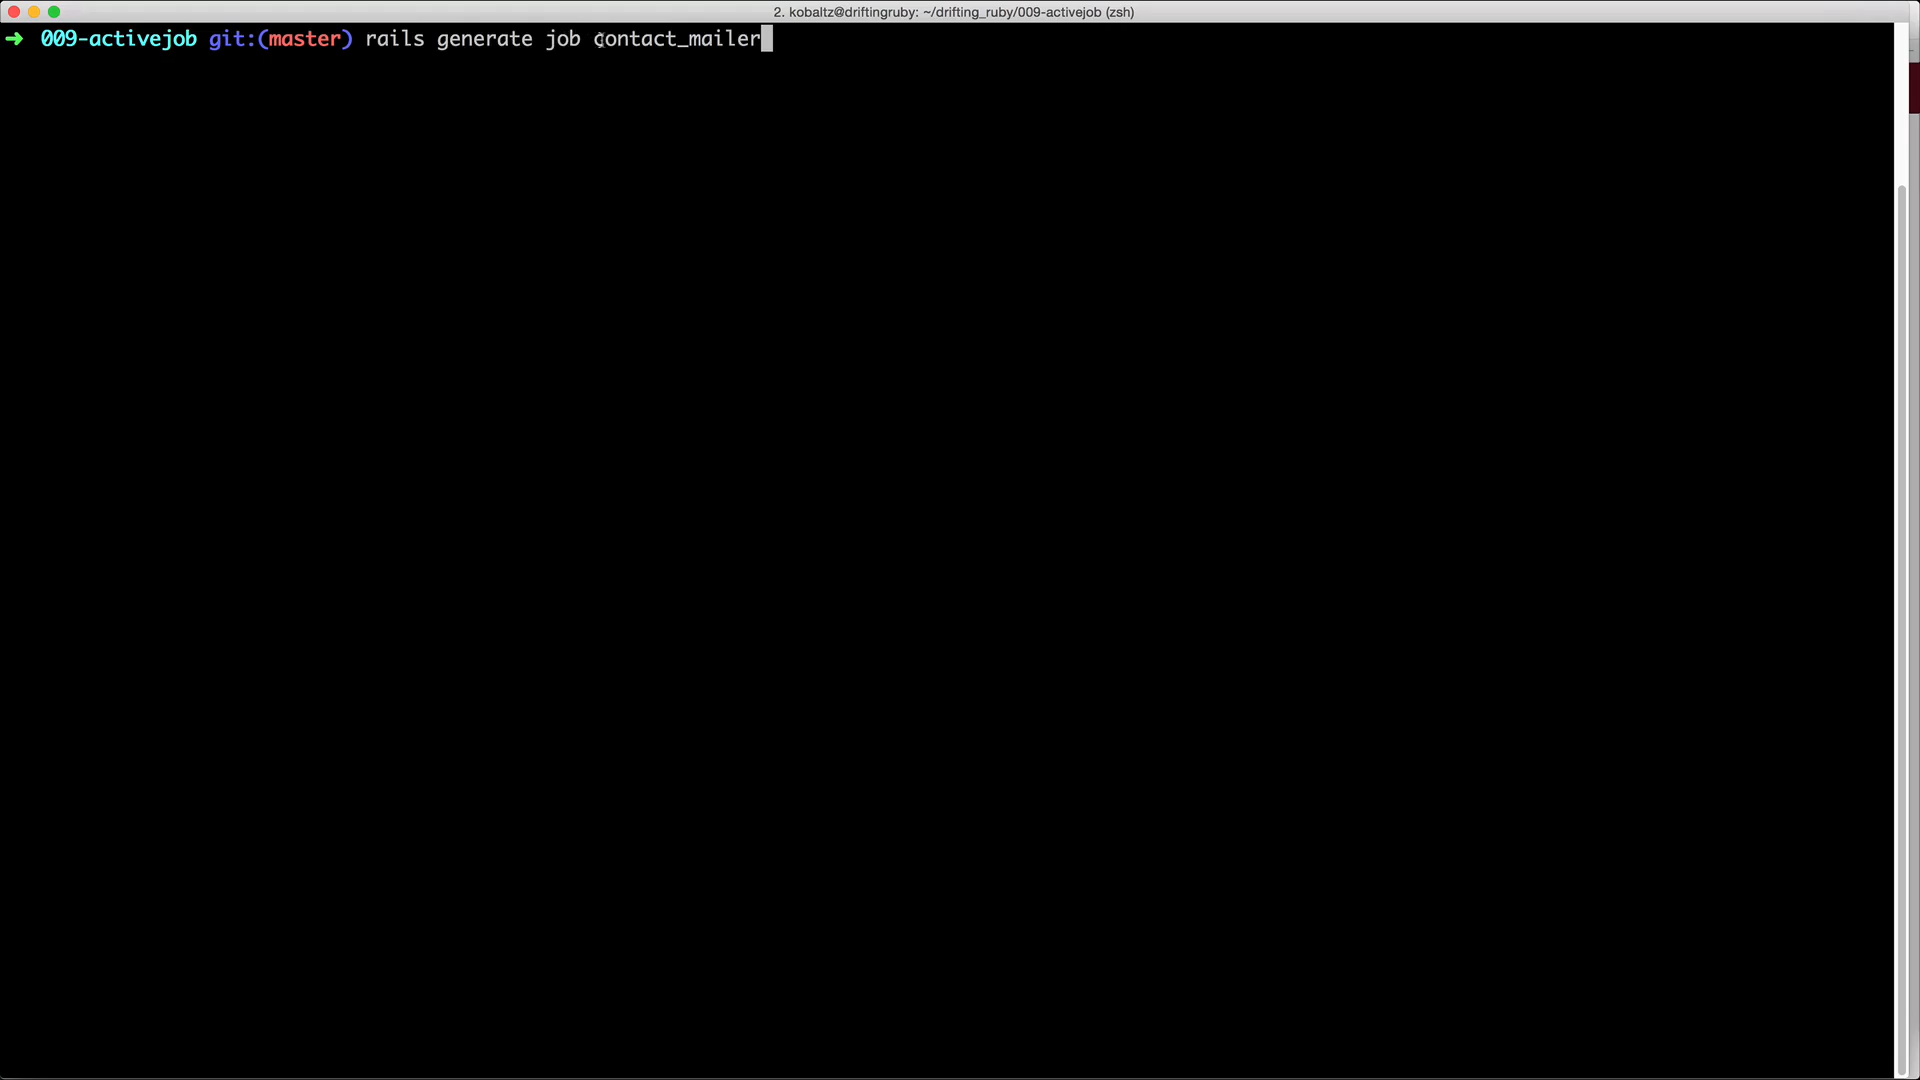 2. kobaltz@driftingruby: ~/drifting_ruby/009-activejob (zsh)
➜ 009-activejob git:(master) rails generate job contact_mailer